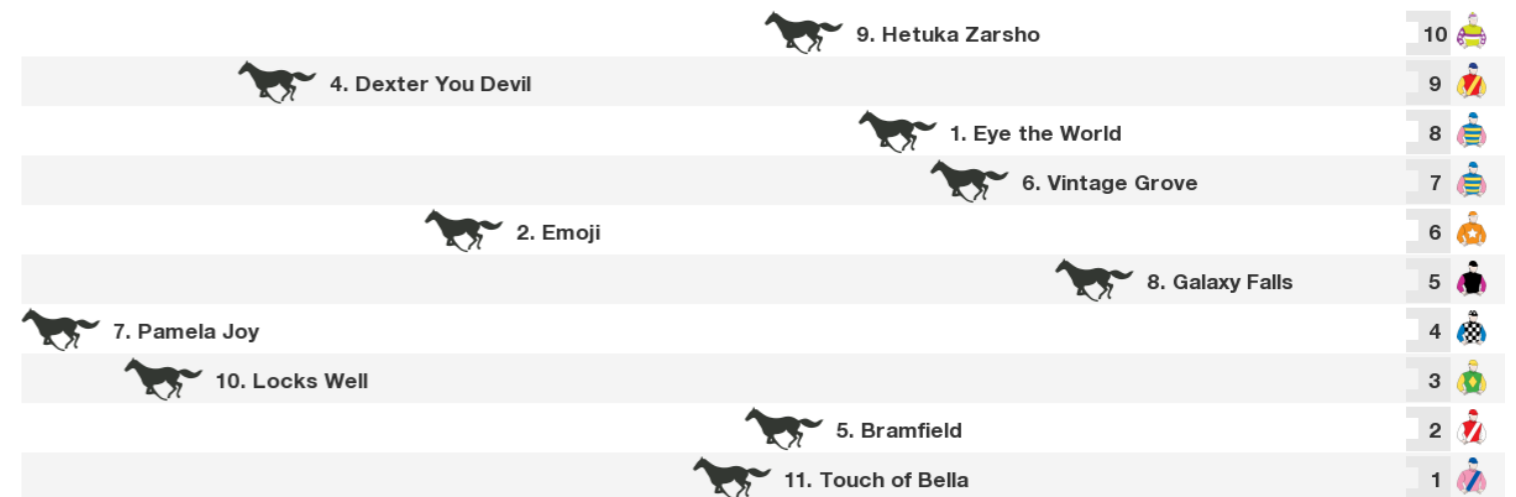 9. Hetuka Zarsho 10
4. Dexter You Devil 9
1. Eye the World 8
6. Vintage Grove 7
2. Emoji 6
8. Galaxy Falls 5
7. Pamela Joy 4
10. Locks Well 3
5. Bramfield 2
11. Touch of Bella 1